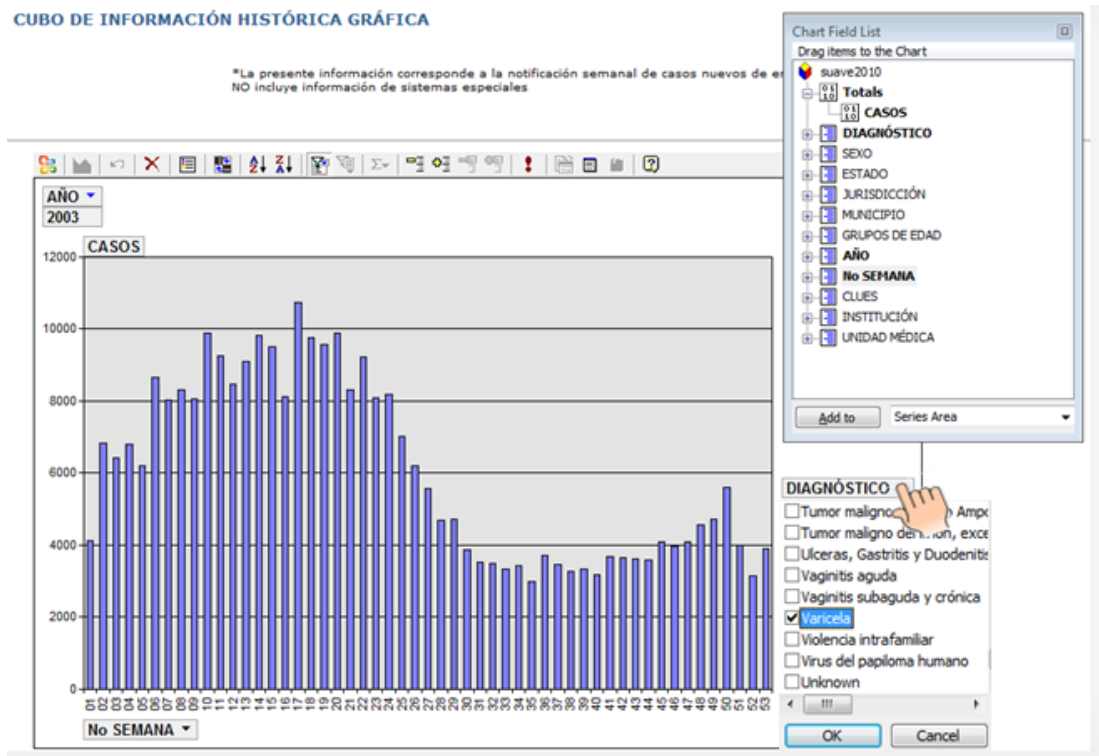 CUBO DE INFORMACIÓN HISTÓRICA GRÁFICA
*La presente información corresponde a la notificación semanal de casos nuevos de
NO incluye información de sistemas especiales
Chart Field List
Drag items to the Chart
suave2010
Totals
CASOS
DIAGNÓSTICO
SEXO
ESTADO
JURISDICCIÓN
MUNICIPIO
GRUPOS DE EDAD
AÑO
No SEMANA
CLUES
INSTITUCIÓN
UNIDAD MÉDICA
Add to Series Area
AÑO
2003
CASOS
12000
10000
8000
6000
4000
2000
0
01 02 03 04 05 06 07 08 09 10 11 12 13 14 15 16 17 18 19 20 21 22 23 24 25 26 27 28 29 30 31 32 33 34 35 36 37 38 39 40 41 42 43 44 45 46 47 48 49 50 51 52 53
No SEMANA
DIAGNÓSTICO
Tumor maligno
Tumor maligno
Ulceras, Gastritis y Duodenitis
Vaginitis aguda
Vaginitis subaguda y crónica
Varicela
Violencia intrafamiliar
Virus del papiloma humano
Unknown
OK Cancel